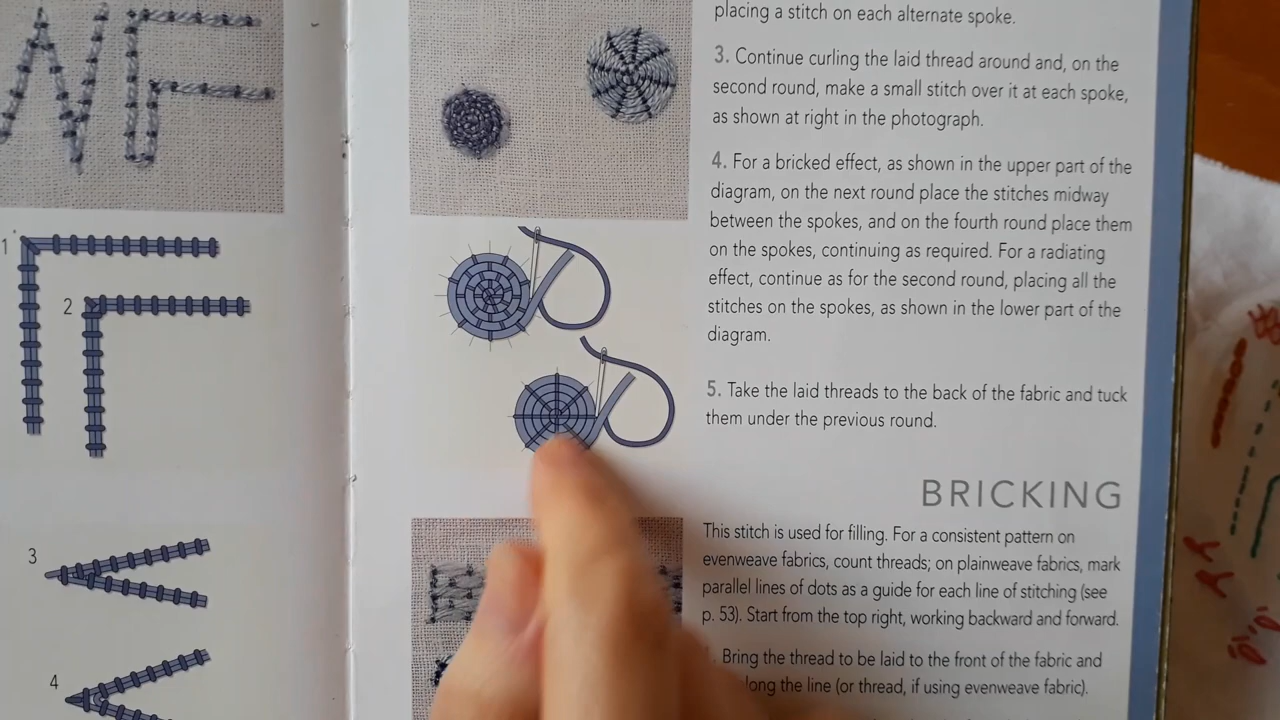 1
2
3
4
placing a stitch on each alternate spoke.
3. Continue curling the laid thread around and, on the
second round, make a small stitch over it at each spoke,
as shown at right in the photograph.
4. For a bricked effect, as shown in the upper part of the
diagram, on the next round place the stitches midway
between the spokes, and on the fourth round place them
on the spokes, continuing as required. For a radiating
effect, continue as for the second round, placing all the
stitches on the spokes, as shown in the lower part of the
diagram.
5. Take the laid threads to the back of the fabric and tuck
them under the previous round.
BRICKING
This stitch is used for filling. For a consistent pattern on
evenweave fabrics, count threads; on plainweave fabrics, mark
parallel lines of dots as a guide for each line of stitching (see
p. 53). Start from the top right, working backward and forward.
Bring the thread to be laid to the front of the fabric and
along the line (or thread, if using evenweave fabric).